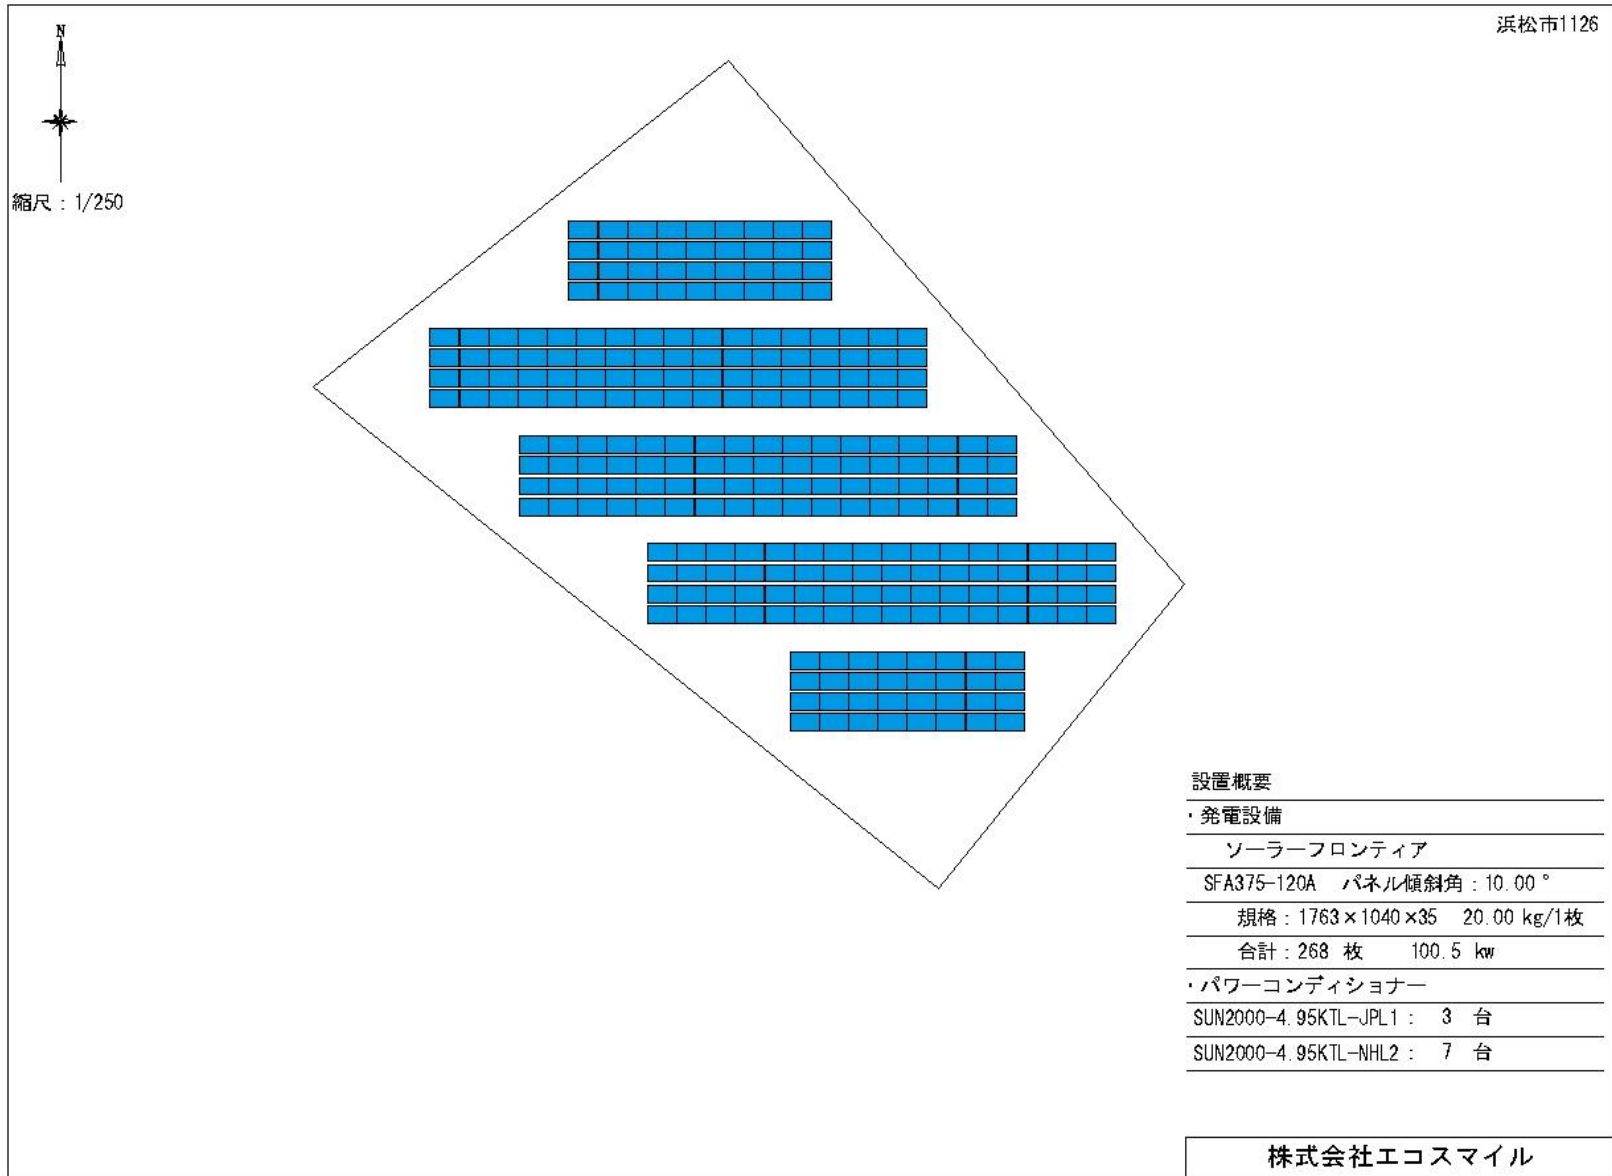 浜松市1126
N
縮尺：1/250
設置概要
・発電設備
ソーラーフロンティア
SFA375-120A パネル傾斜角：10.00°
規格：1763×1040×35 20.00 kg/1枚
合計：268 枚 100.5 kw
・パワーコンディショナー
SUN2000-4.95KTL-JPL1： 3 台
SUN2000-4.95KTL-NHL2： 7 台
株式会社エコスマイル